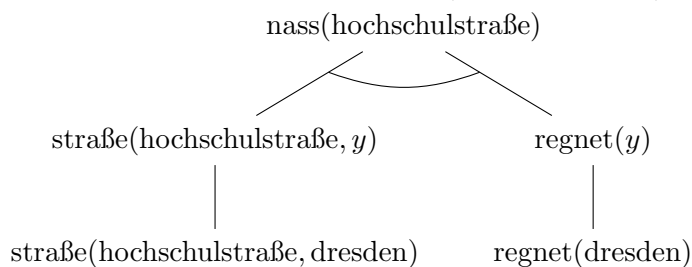 nass(hochschulstraße)
straße(hochschulstraße, y) regnet(y)
straße(hochschulstraße, dresden) regnet(dresden)